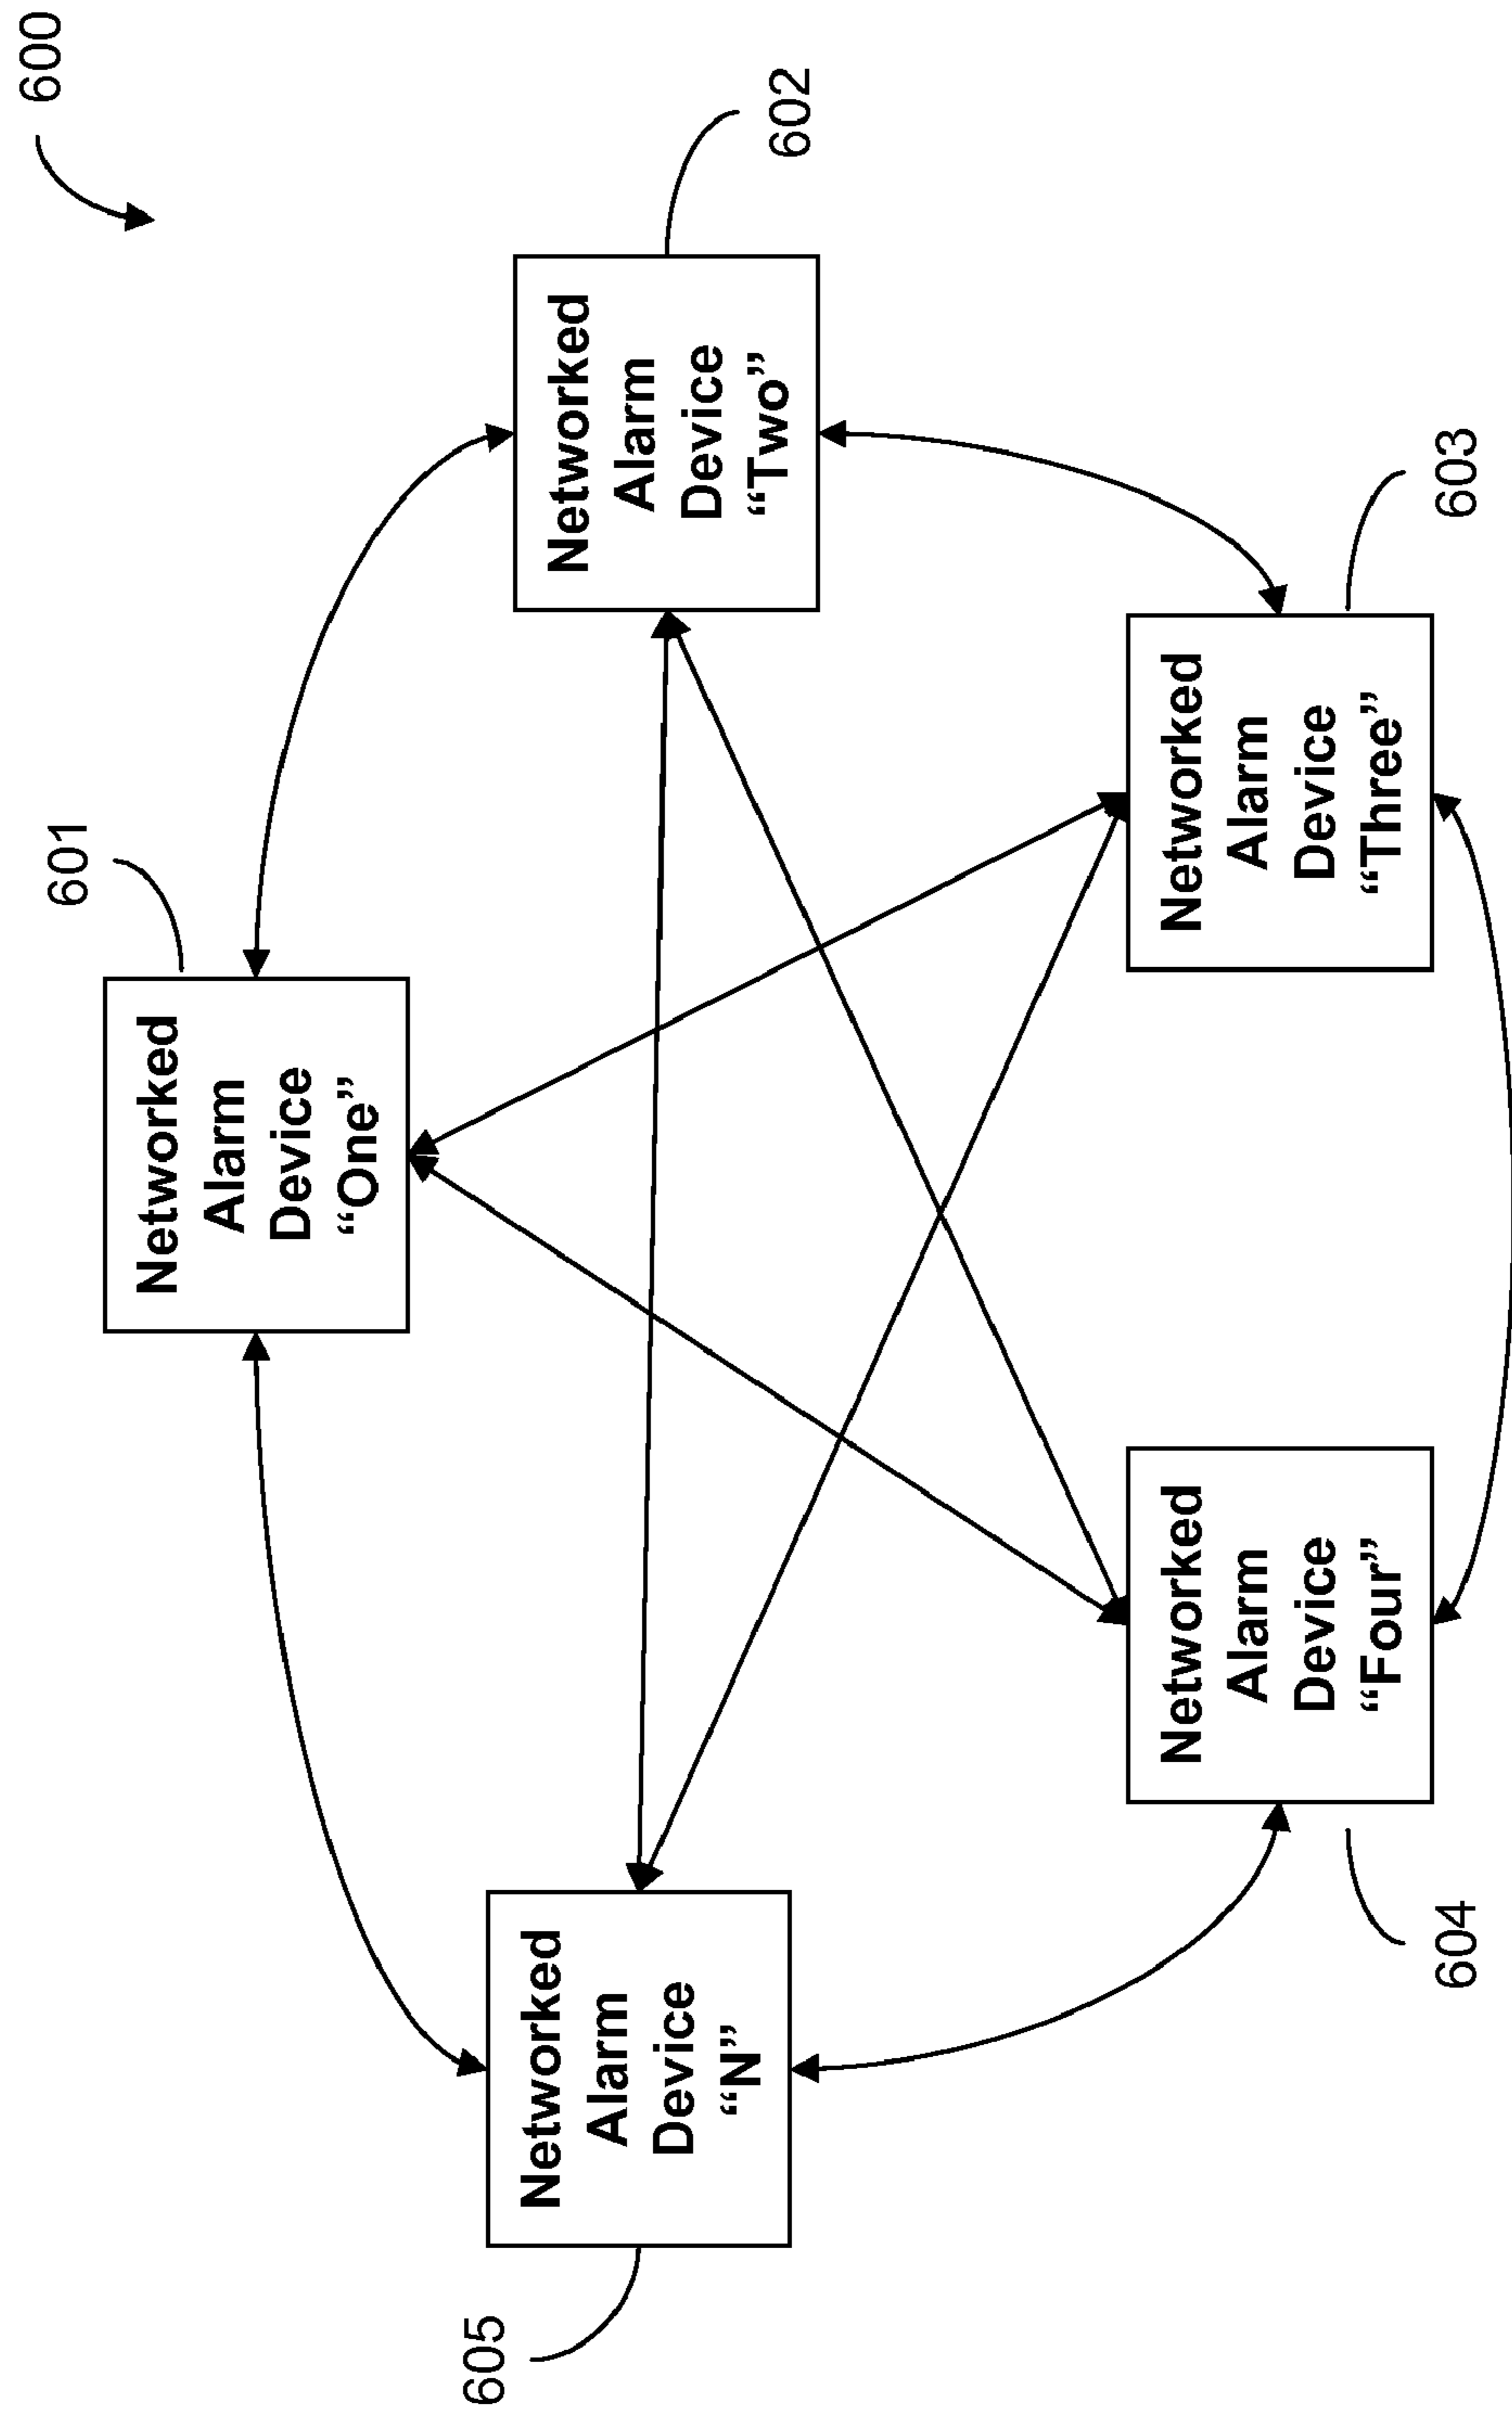 600
601
Networked
Alarm
Device
“One”
602
Networked
Alarm
Device
“Two”
605
Networked
Alarm
Device
“N”
604
Networked
Alarm
Device
“Four”
603
Networked
Alarm
Device
“Three”